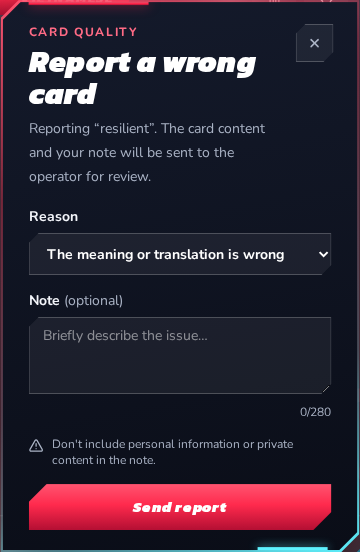 CARD QUALITY
Report a wrong
card
Reporting “resilient”. The card content
and your note will be sent to the
operator for review.
Reason
The meaning or translation is wrong
Note (optional)
Briefly describe the issue...
0/280
Don't include personal information or private
content in the note.
Send report